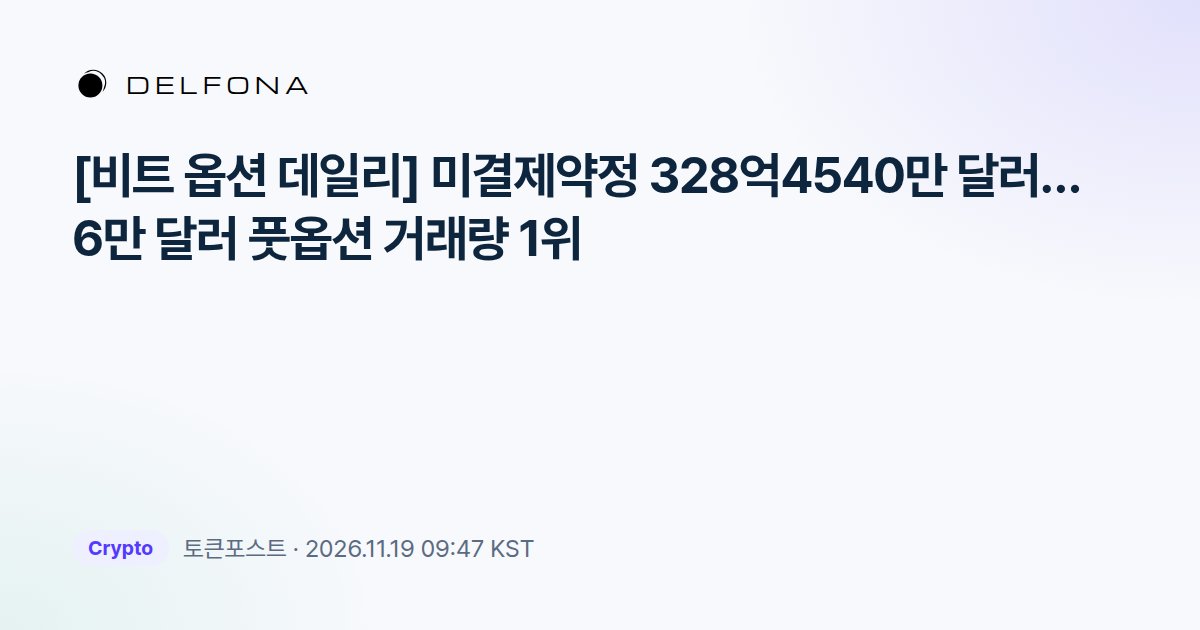 DELFONA
[비트 옵션 데일리] 미결제약정 328억4540만 달러...
6만 달러 풋옵션 거래량 1위
Crypto 토큰포스트 · 2026.11.19 09:47 KST